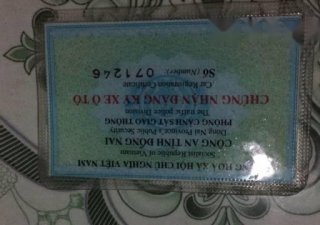 CỘNG HÒA XÃ HỘI CHỦ NGHĨA VIỆT NAM
Socialist Republic of Vietnam
CÔNG AN TỈNH ĐỒNG NAI
Dong Nai Province's Public Security
PHÒNG CẢNH SÁT GIAO THÔNG
The traffic police Division
CHỨNG NHẬN ĐĂNG KÝ XE Ô TÔ
Car Registration Certificate
Số (Number): 071246